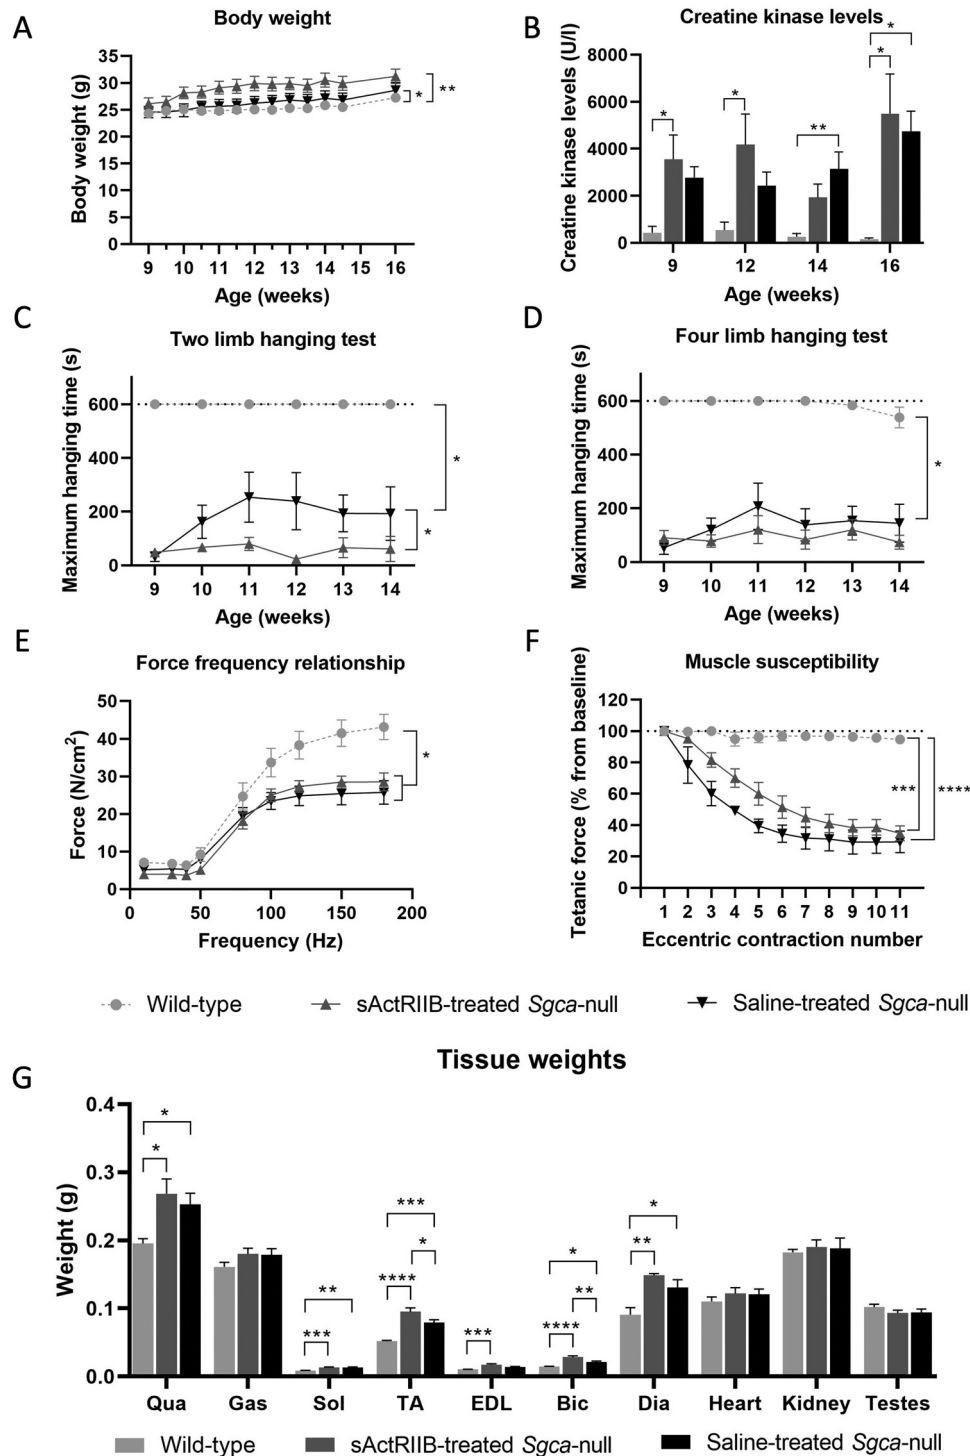 A
Body weight
Body weight (g)
35
30
25
20
15
10
5
0
**
*
9 10 11 12 13 14 15 16
Age (weeks)
B
Creatine kinase levels
Creatine kinase levels (U/l)
8000
6000
4000
2000
0
*
*
**
*
*
9 12 14 16
Age (weeks)
C
Two limb hanging test
Maximum hanging time (s)
600
400
200
0
*
*
9 10 11 12 13 14
Age (weeks)
D
Four limb hanging test
Maximum hanging time (s)
600
400
200
0
*
9 10 11 12 13 14
Age (weeks)
E
Force frequency relationship
Force (N/cm²)
50
40
30
20
10
0
*
0 50 100 150 200
Frequency (Hz)
F
Muscle susceptibility
Tetanic force (% from baseline)
120
100
80
60
40
20
0
*** ****
1 2 3 4 5 6 7 8 9 10 11
Eccentric contraction number
Wild-type sActRIIB-treated Sgca-null Saline-treated Sgca-null
G
Tissue weights
Weight (g)
0.4
0.3
0.2
0.1
0.0
*
*
**
***
***
*
****
***
*
**
****
*
**
Qua Gas Sol TA EDL Bic Dia Heart Kidney Testes
Wild-type sActRIIB-treated Sgca-null Saline-treated Sgca-null